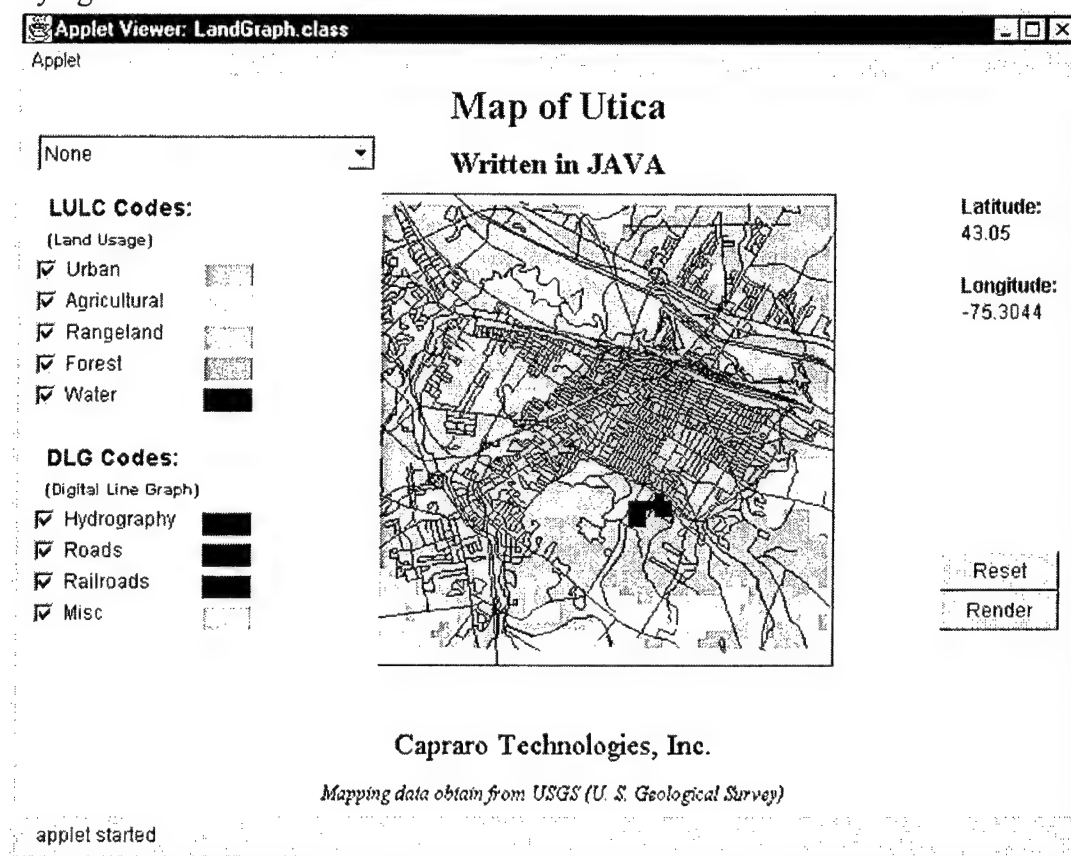 Applet Viewer: LandGraph.class
Applet
Map of Utica
None
Written in JAVA
LULC Codes:
(Land Usage)
Urban
Agricultural
Rangeland
Forest
Water
DLG Codes:
(Digital Line Graph)
Hydrography
Roads
Railroads
Misc
Latitude:
43.05
Longitude:
-75.3044
Reset
Render
Capraro Technologies, Inc.
Mapping data obtain from USGS (U. S. Geological Survey)
applet started